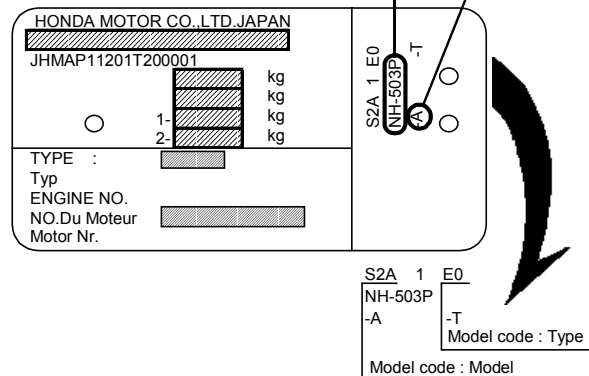 HONDA MOTOR CO.,LTD.JAPAN
JHMAP11201T200001
kg
kg
1- kg
2- kg
TYPE :
Typ
ENGINE NO.
NO.Du Moteur
Motor Nr.
S2A 1 E0
NH-503P -T
-A
S2A 1 E0
NH-503P
-A -T
Model code : Type
Model code : Model